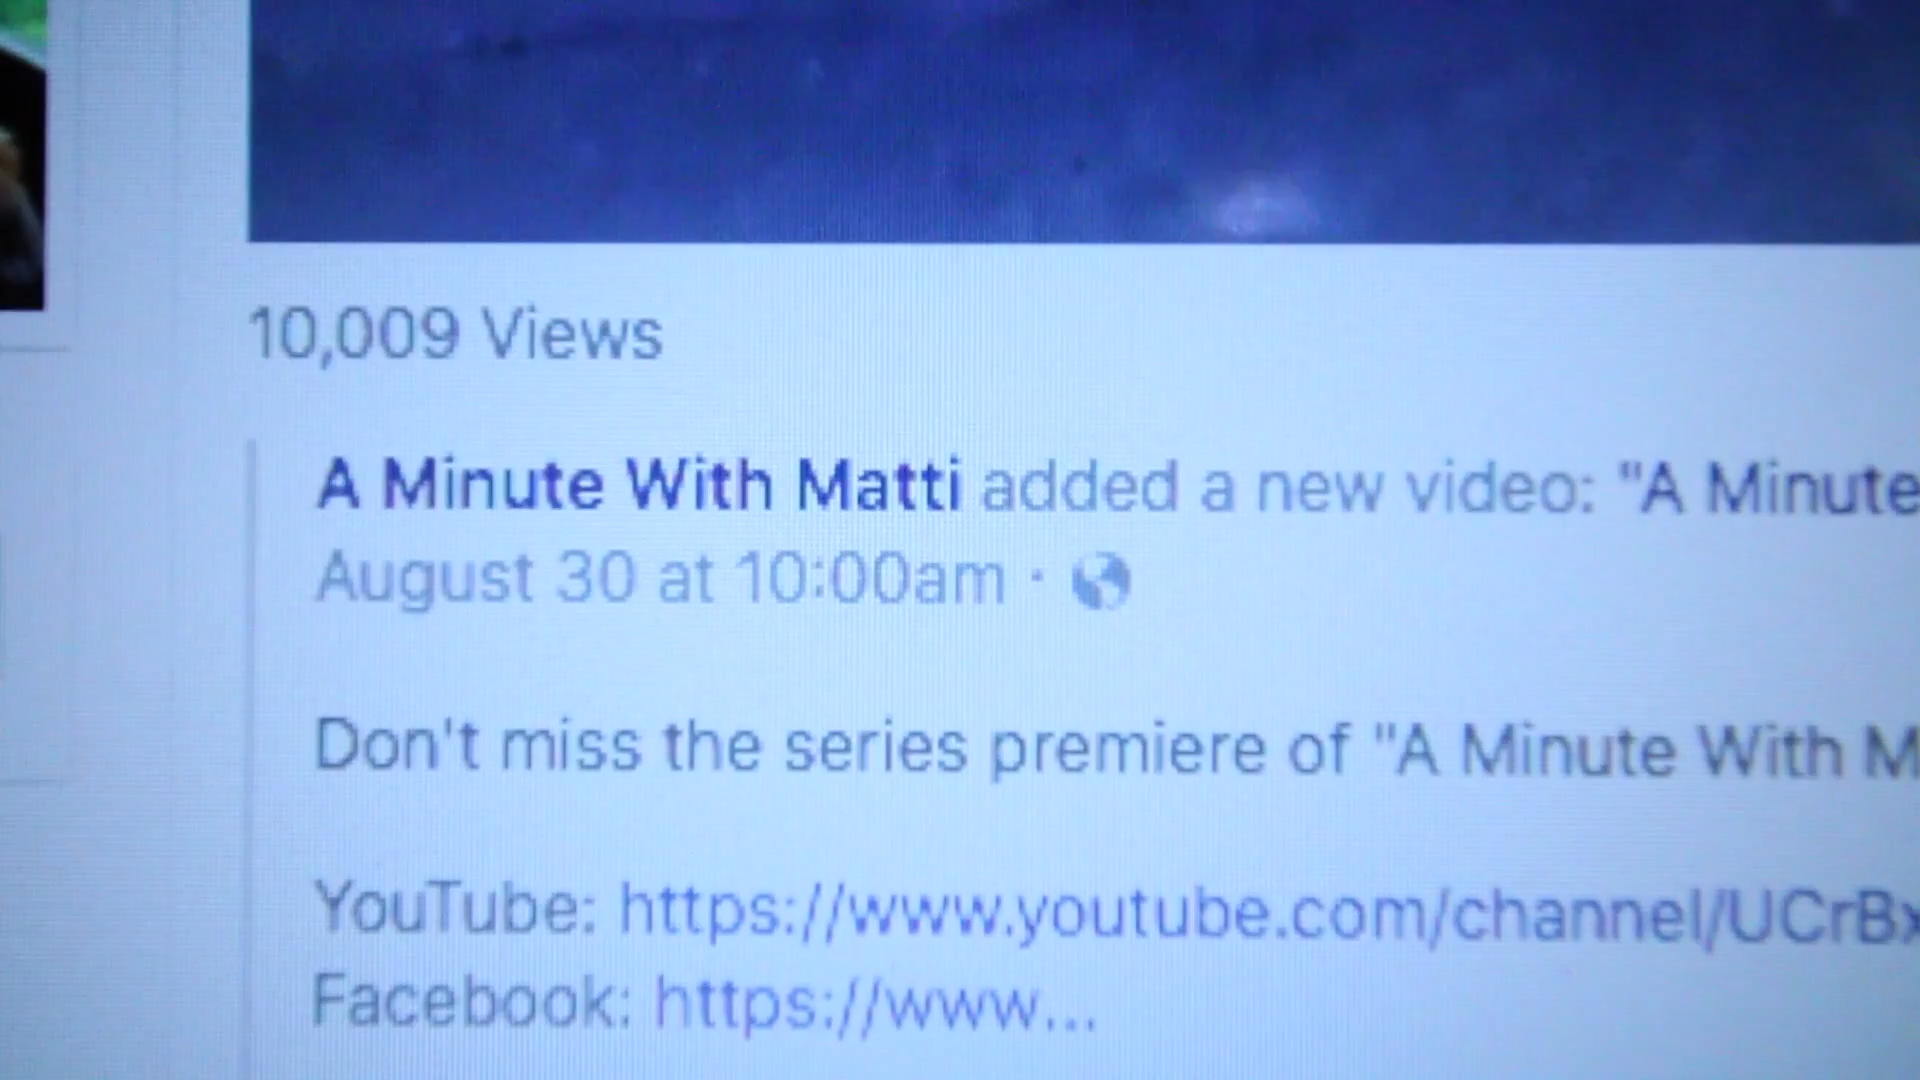 10,009 Views
A Minute With Matti added a new video: "A Minute
August 30 at 10:00am ·
Don't miss the series premiere of "A Minute With M
YouTube: https://www.youtube.com/channel/UCrBx
Facebook: https://www...